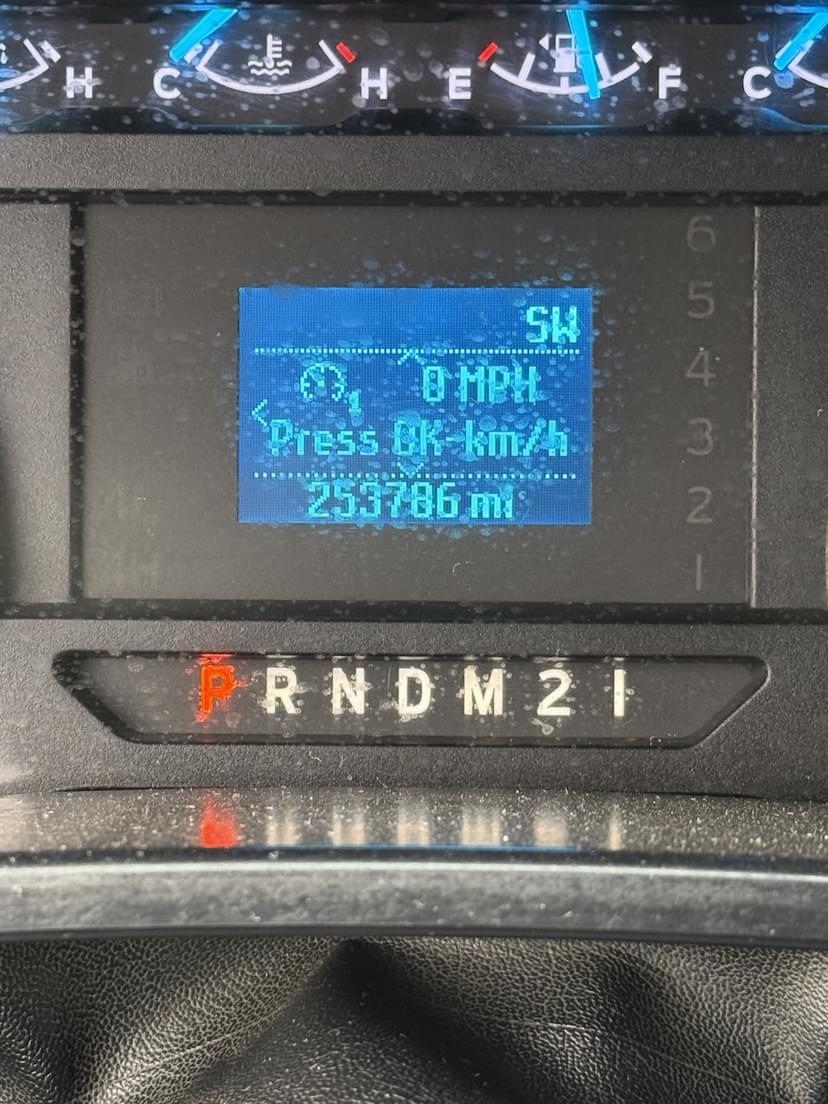 H C H E F C
6
5
4
3
2
1
SW
0 MPH
Press OK-km/h
253786 mi
P R N D M 2 1